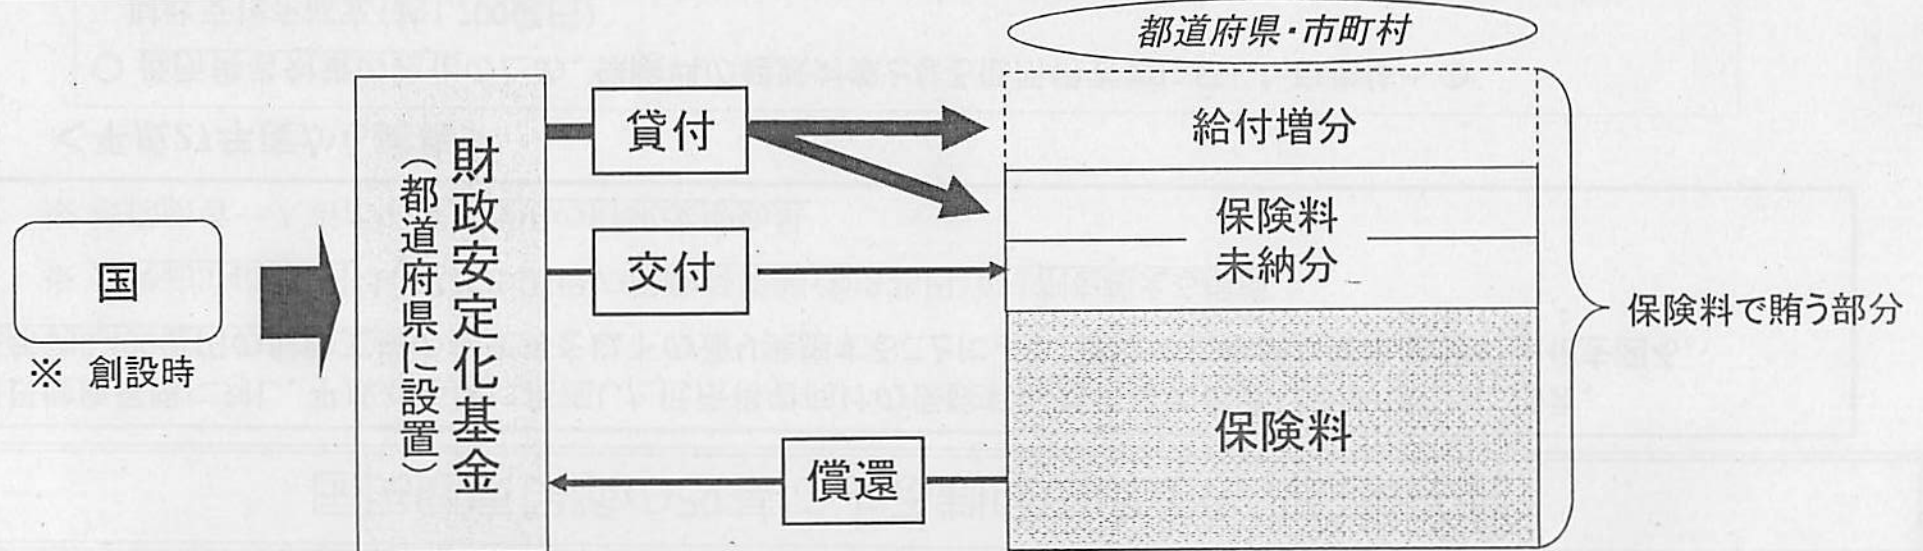 都道府県・市町村
国
※ 創設時
財政安定化基金
（都道府県に設置）
貸付
交付
償還
給付増分
保険料
未納分
保険料
保険料で賄う部分